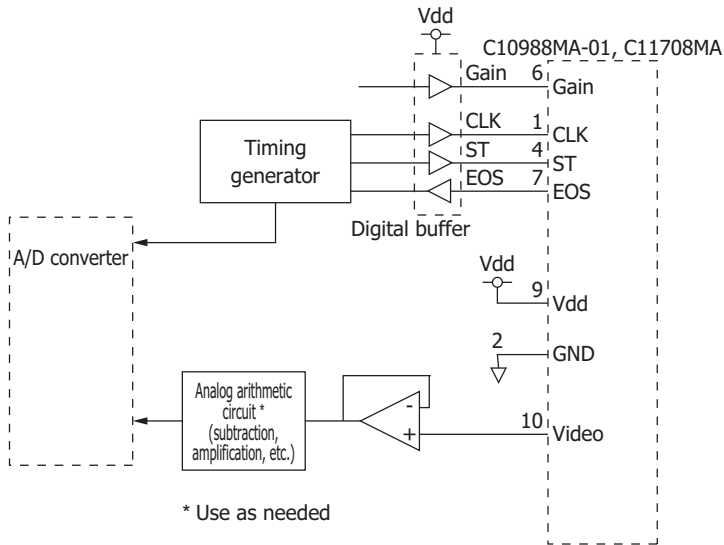 Vdd
C10988MA-01, C11708MA
Gain 6 Gain
CLK 1 CLK
ST 4 ST
EOS 7 EOS
Timing
generator
Digital buffer
A/D converter
Vdd
9 Vdd
2 GND
Analog arithmetic
circuit *
(subtraction,
amplification, etc.)
-
+
10 Video
* Use as needed